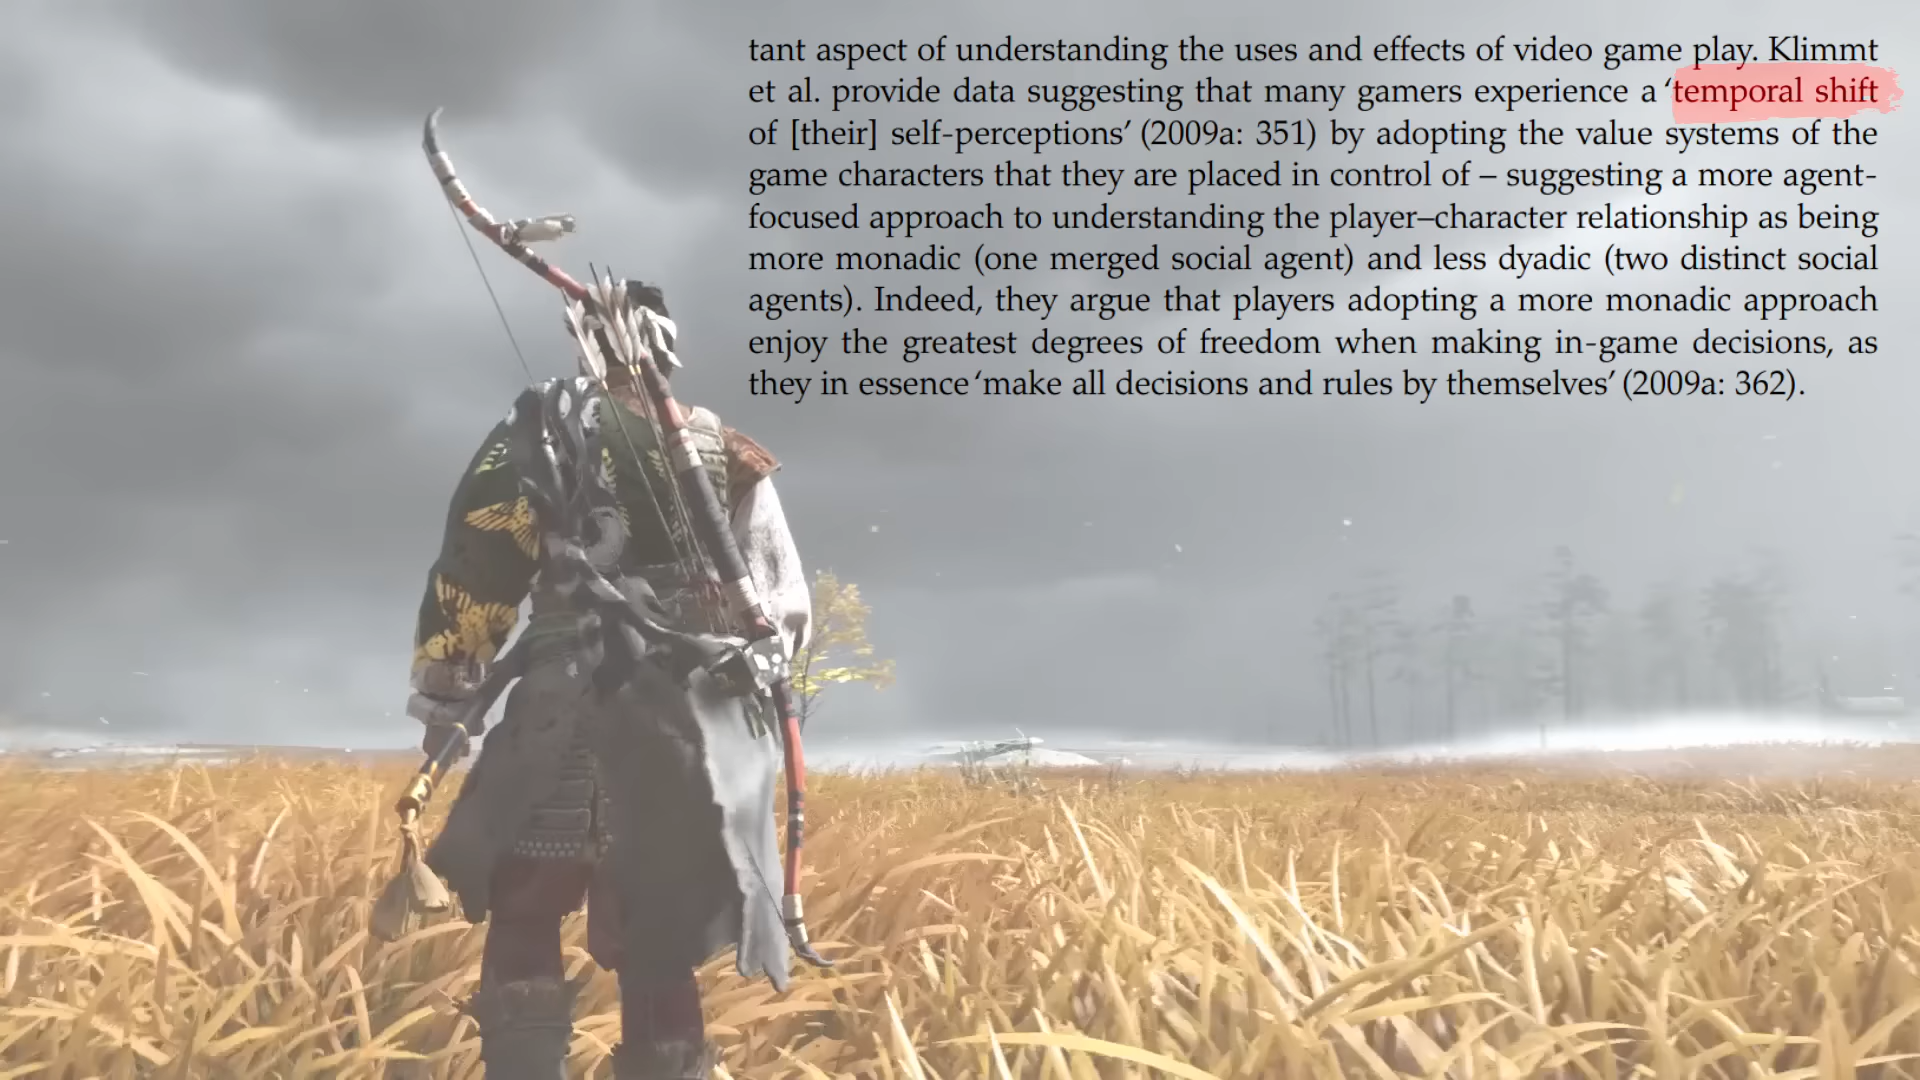 tant aspect of understanding the uses and effects of video game play. Klimmt
et al. provide data suggesting that many gamers experience a ‘temporal shift
of [their] self-perceptions’ (2009a: 351) by adopting the value systems of the
game characters that they are placed in control of – suggesting a more agent-
focused approach to understanding the player–character relationship as being
more monadic (one merged social agent) and less dyadic (two distinct social
agents). Indeed, they argue that players adopting a more monadic approach
enjoy the greatest degrees of freedom when making in-game decisions, as
they in essence ‘make all decisions and rules by themselves’ (2009a: 362).